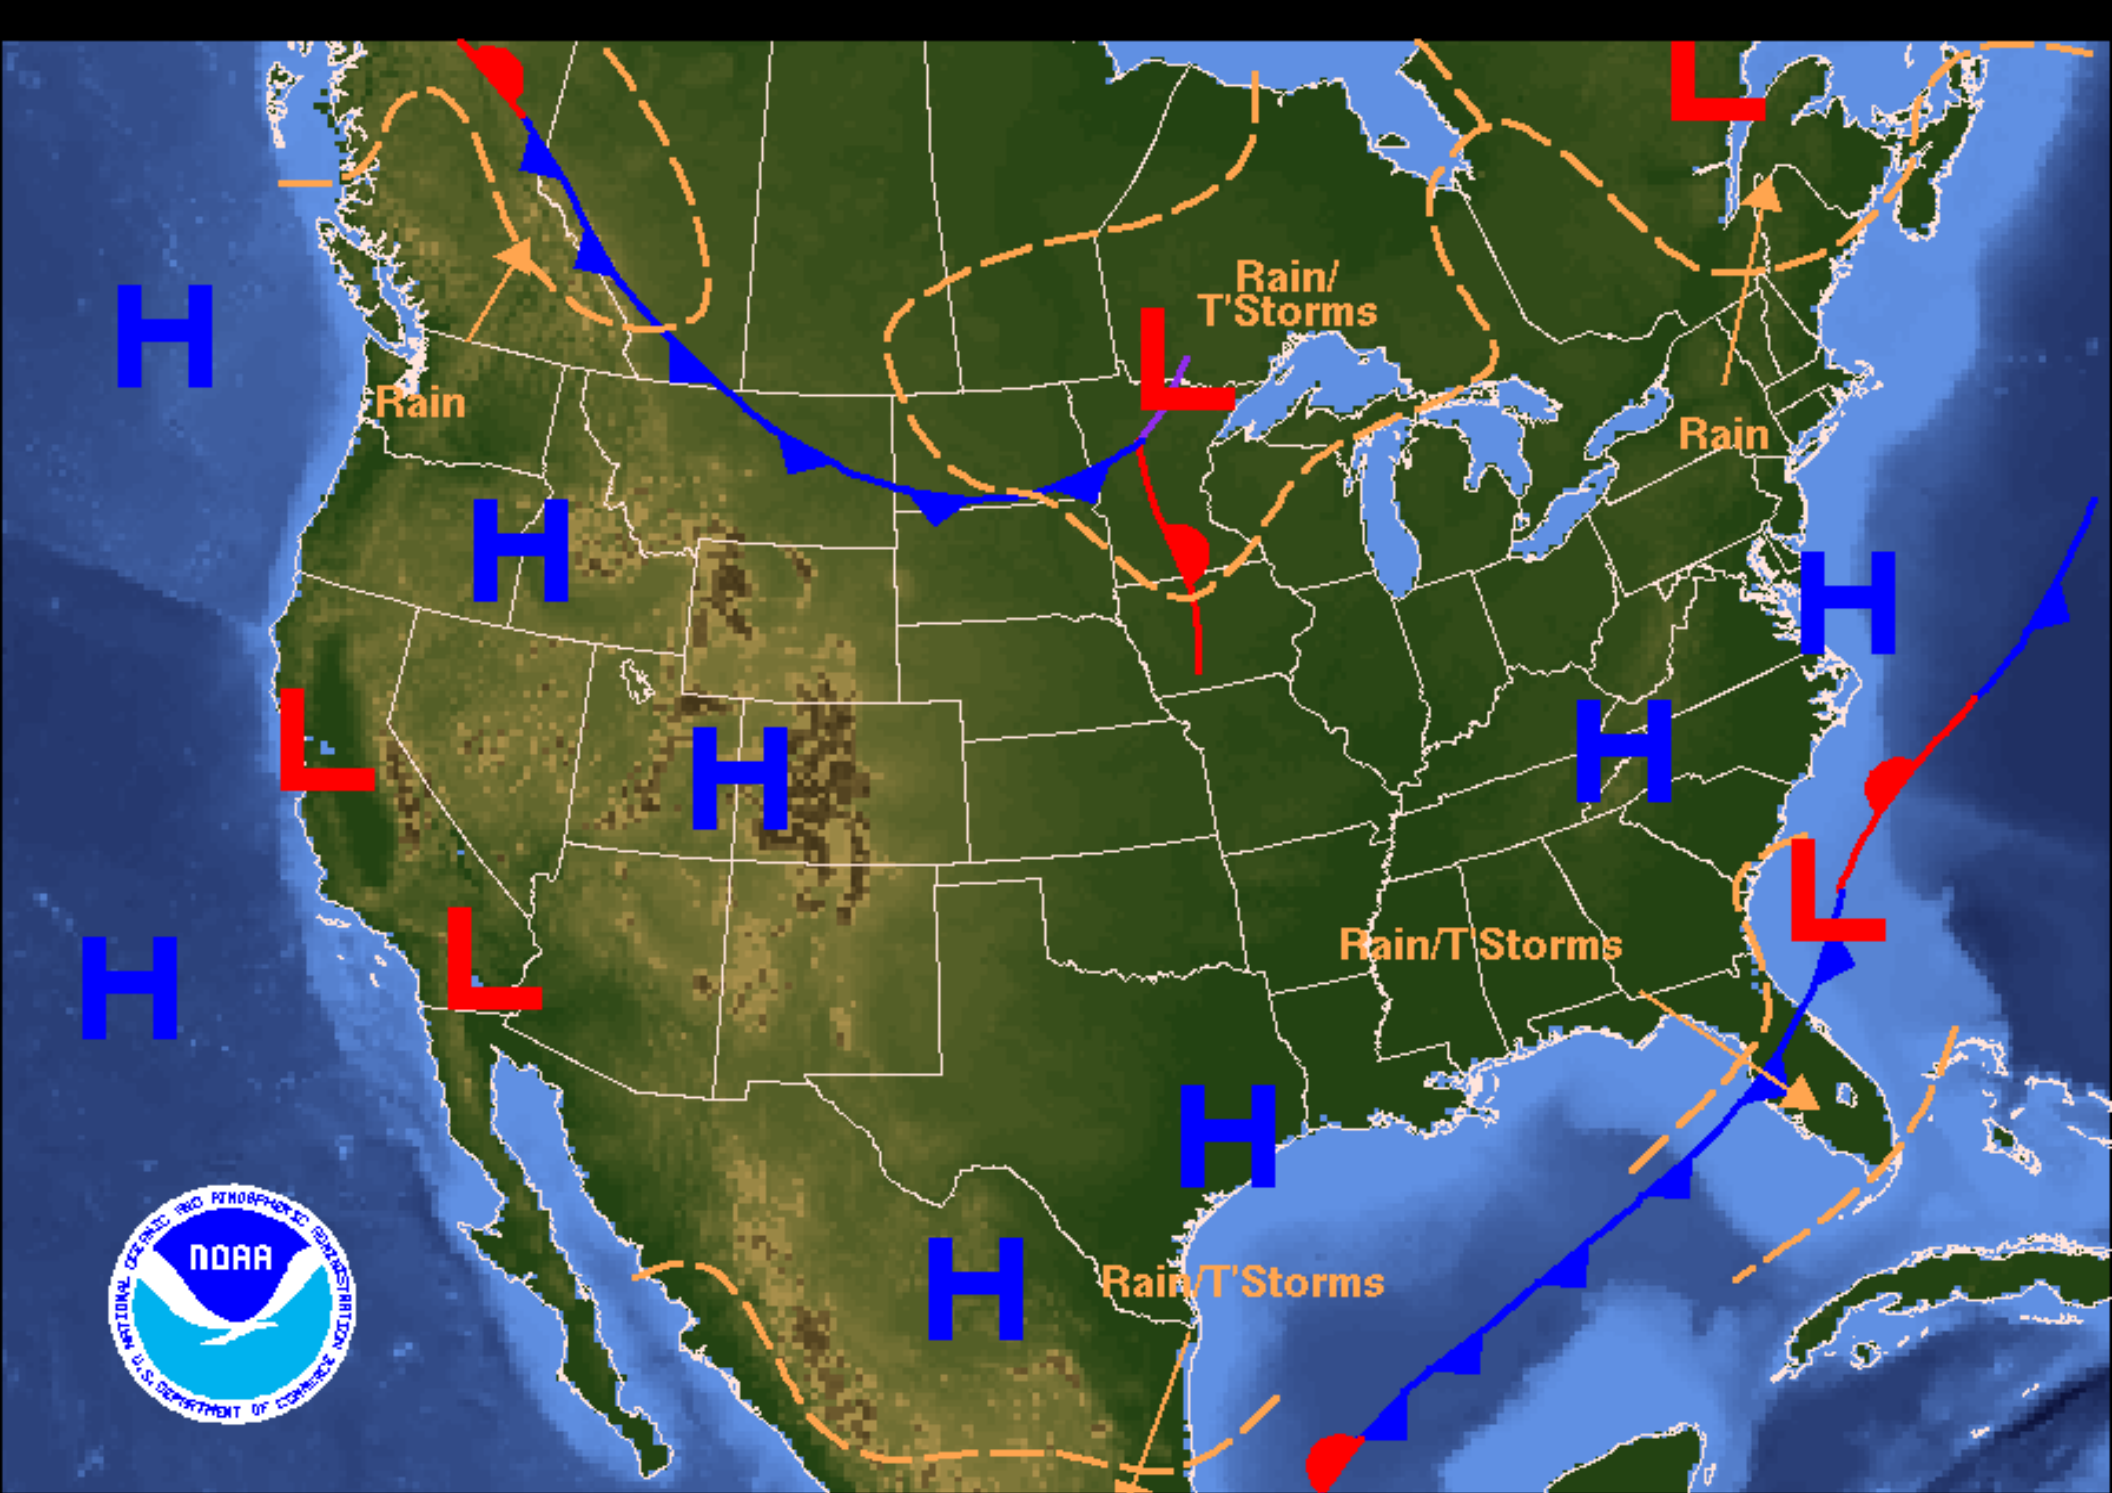 L
H
Rain/
T'Storms
L
Rain
Rain
H
H
H
L
H
H
L
Rain/T'Storms
L
H
H
H
Rain/T'Storms
NATIONAL OCEANIC AND ATMOSPHERIC ADMINISTRATION
NOAA
U.S. DEPARTMENT OF COMMERCE